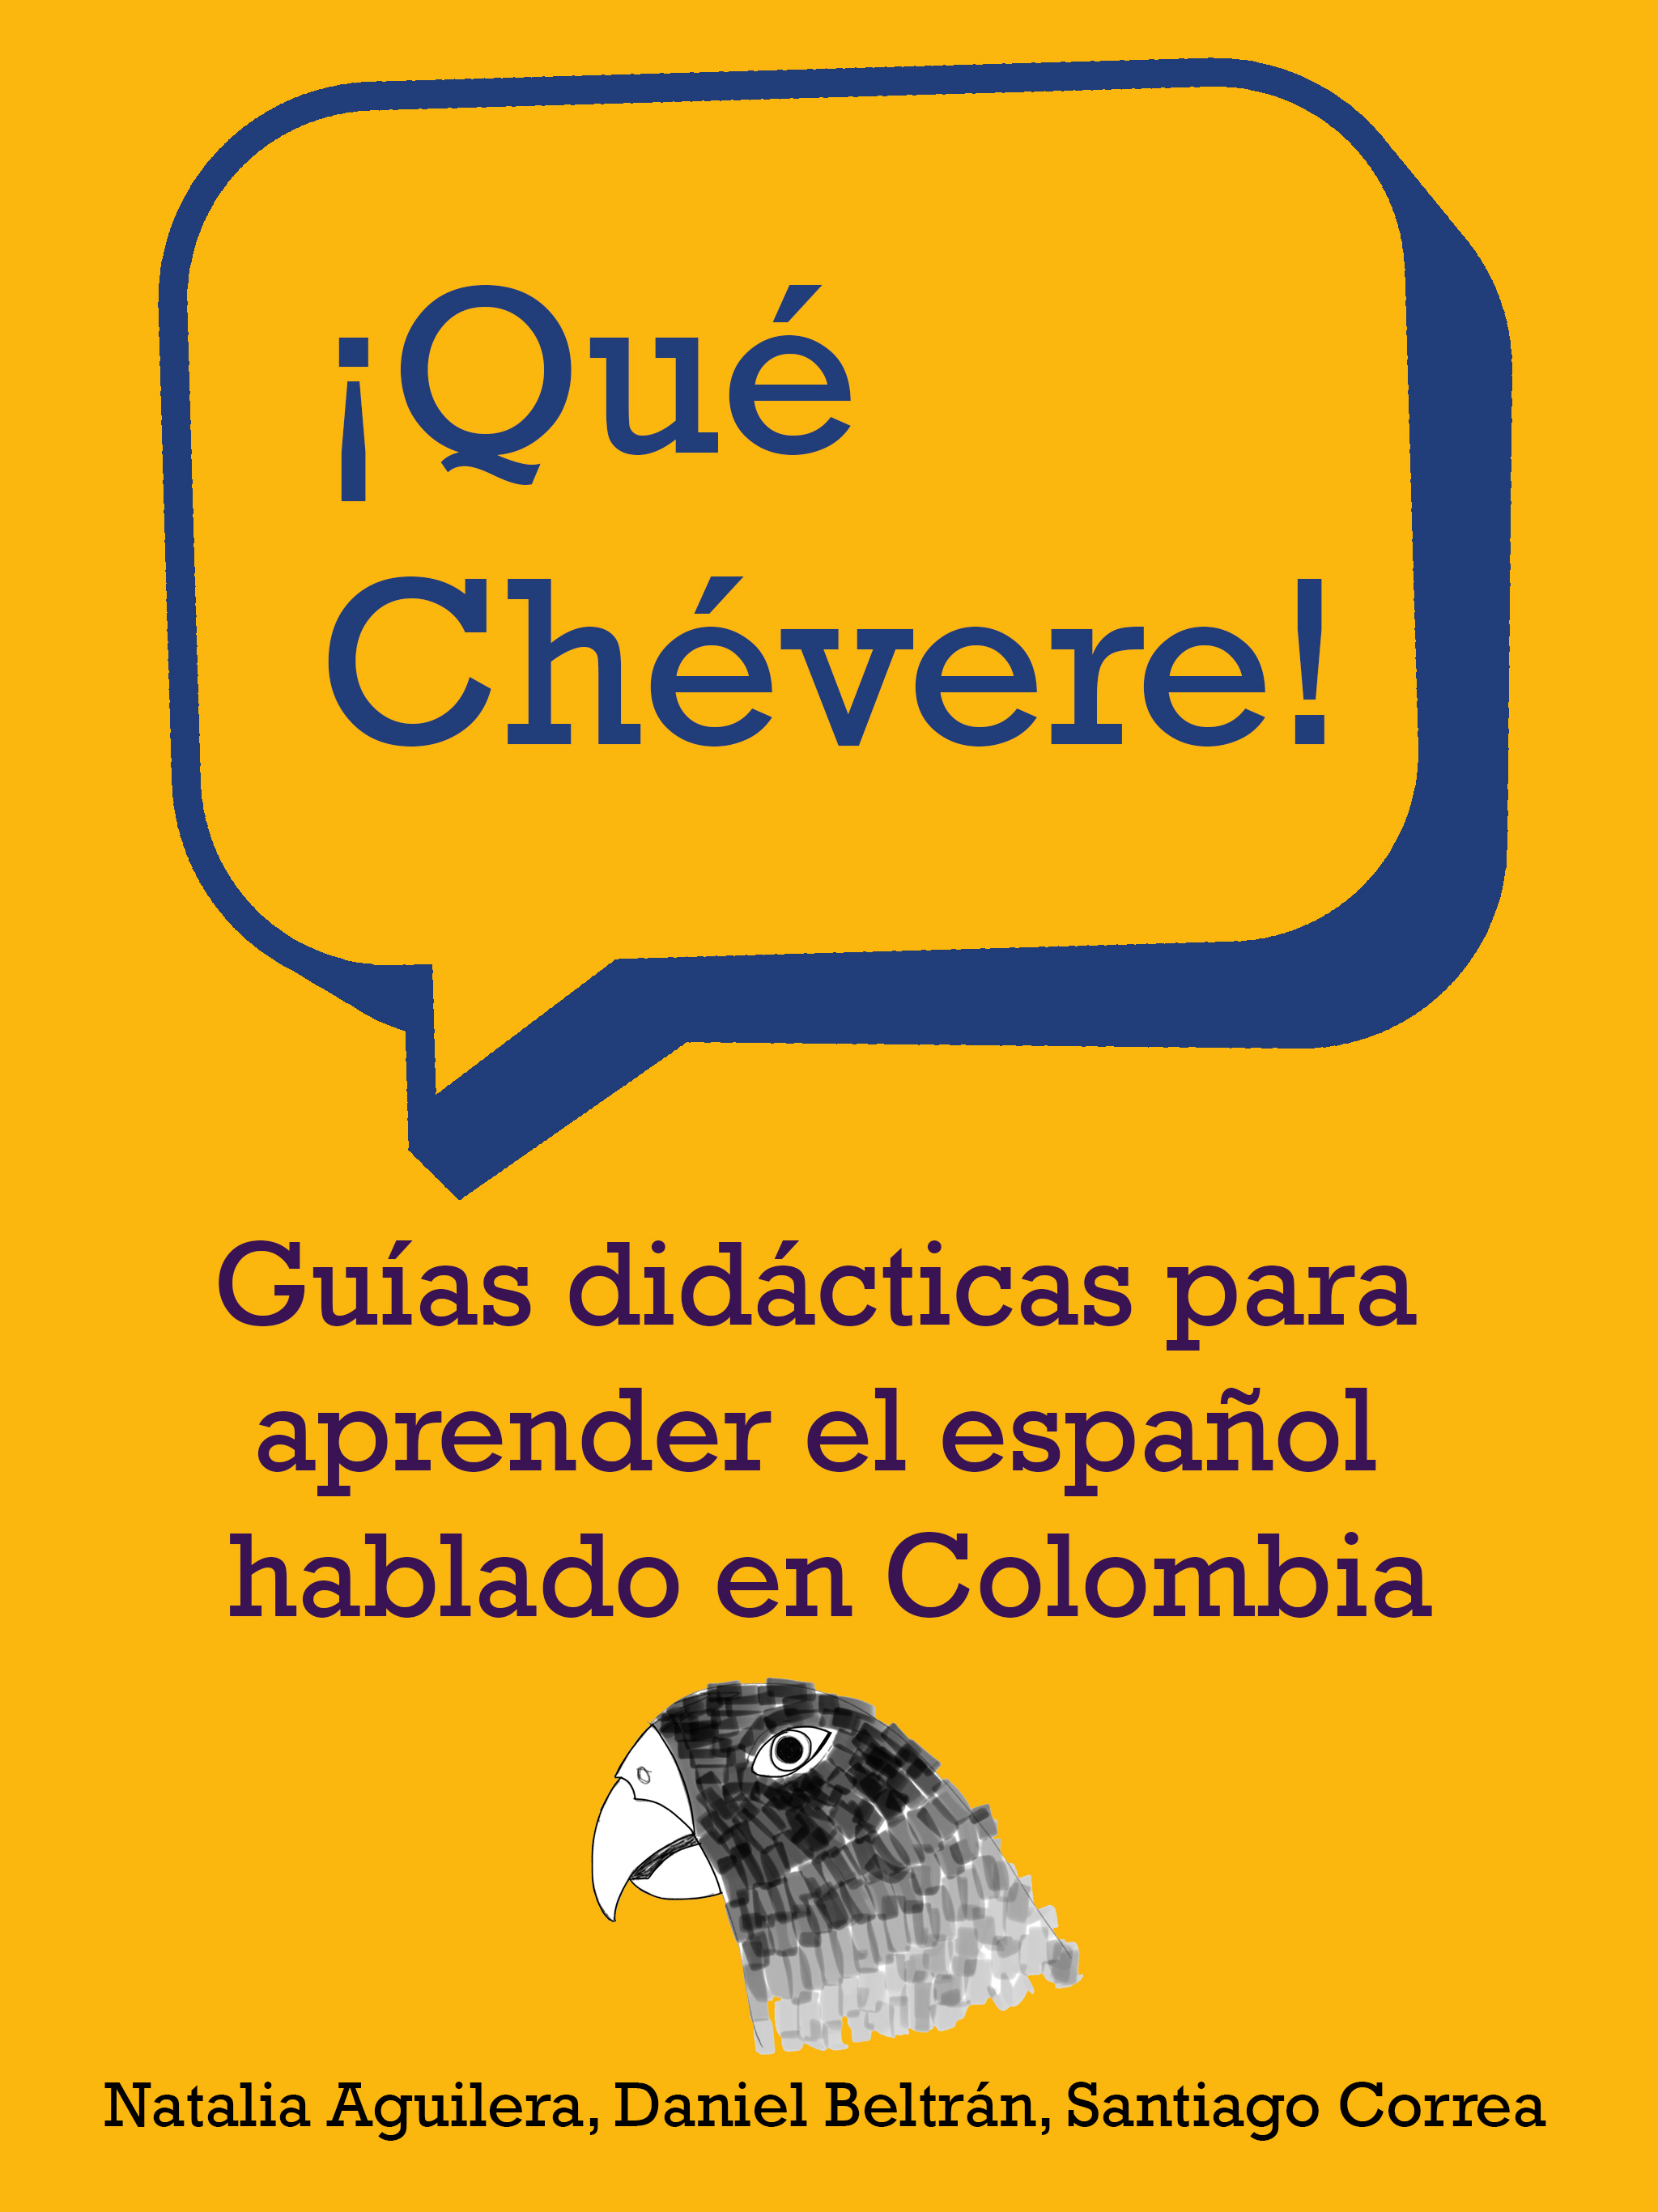 ¡Qué
Chévere!
Guías didácticas para
aprender el español
hablado en Colombia
Natalia Aguilera, Daniel Beltrán, Santiago Correa